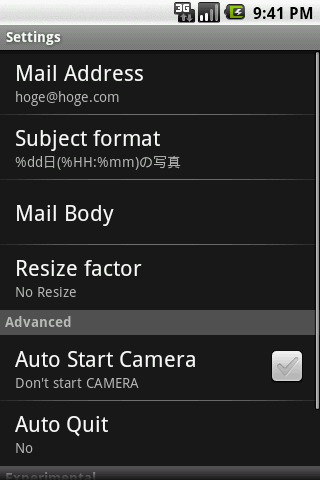 3G
9:41 PM
Settings
Mail Address
hoge@hoge.com
Subject format
%dd日(%HH:%mm)の写真
Mail Body
Resize factor
No Resize
Advanced
Auto Start Camera
Don't start CAMERA
Auto Quit
No
Experimental